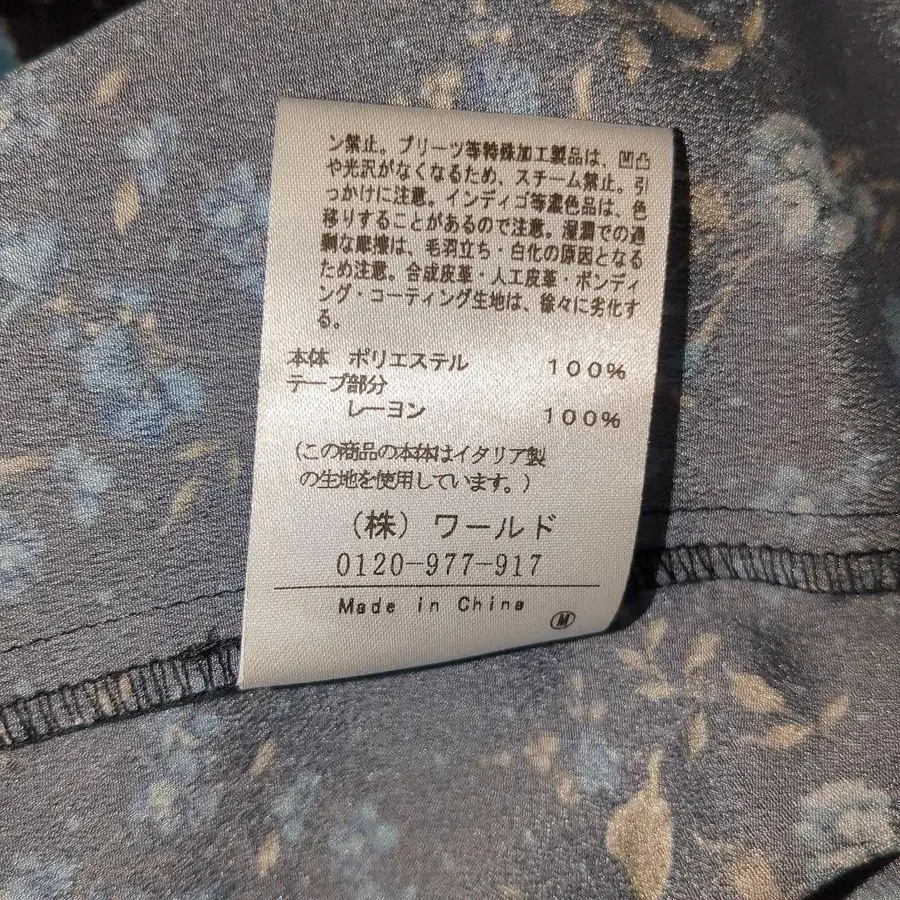 ン禁止。プリーツ等特殊加工製品は、凹凸
や光沢がなくなるため、スチーム禁止。引
っかけに注意。インディゴ等濃色品は、色
移りすることがあるので注意。湿潤での過
剰な摩擦は、毛羽立ち・白化の原因となる
ため注意。合成皮革・人工皮革・ボンディ
ング・コーティング生地は、徐々に劣化す
る。
本体 ポリエステル 100%
テープ部分
レーヨン 100%
(この商品の本体はイタリア製
の生地を使用しています。)
(株) ワールド
0120-977-917
Made in China
M